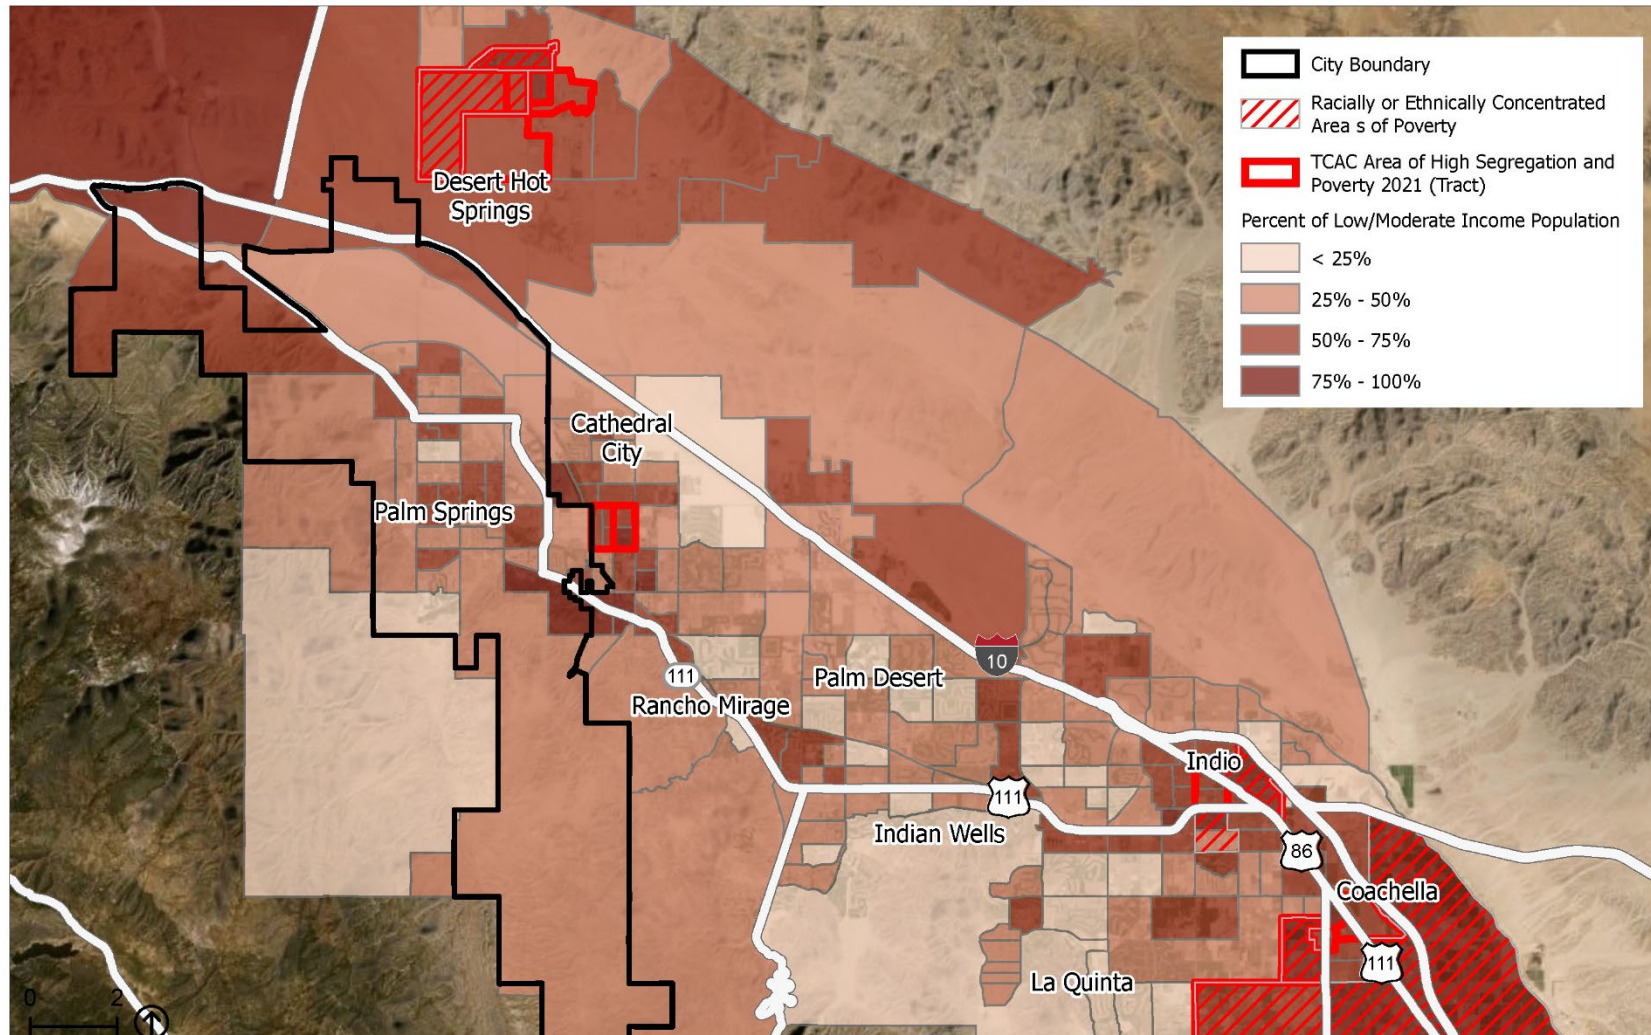 City Boundary
Racially or Ethnically Concentrated
Area s of Poverty
TCAC Area of High Segregation and
Poverty 2021 (Tract)
Percent of Low/Moderate Income Population
< 25%
25% - 50%
50% - 75%
75% - 100%
Desert Hot
Springs
Cathedral
City
Palm Springs
10
111
Palm Desert
Rancho Mirage
Indio
111
Indian Wells
86
Coachella
111
La Quinta
0 2